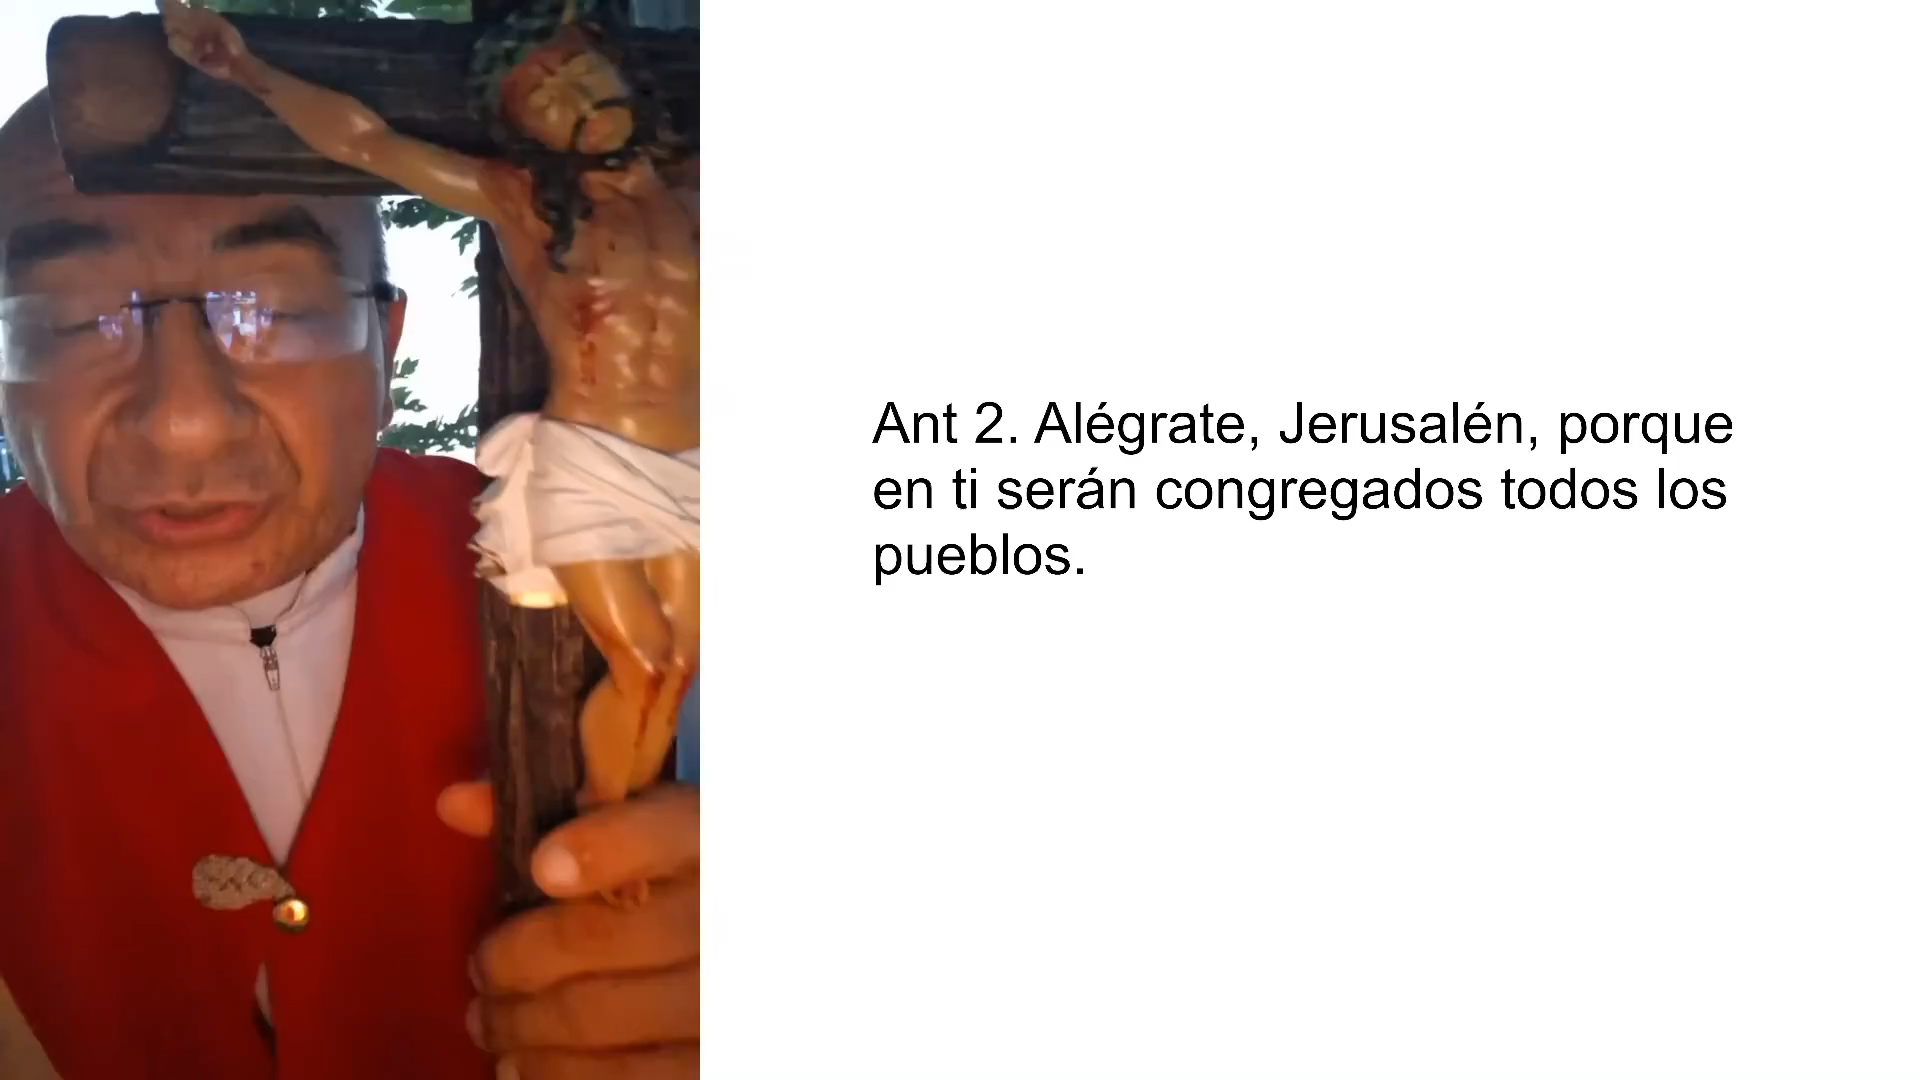 Ant 2. Alégrate, Jerusalén, porque
en ti serán congregados todos los
pueblos.